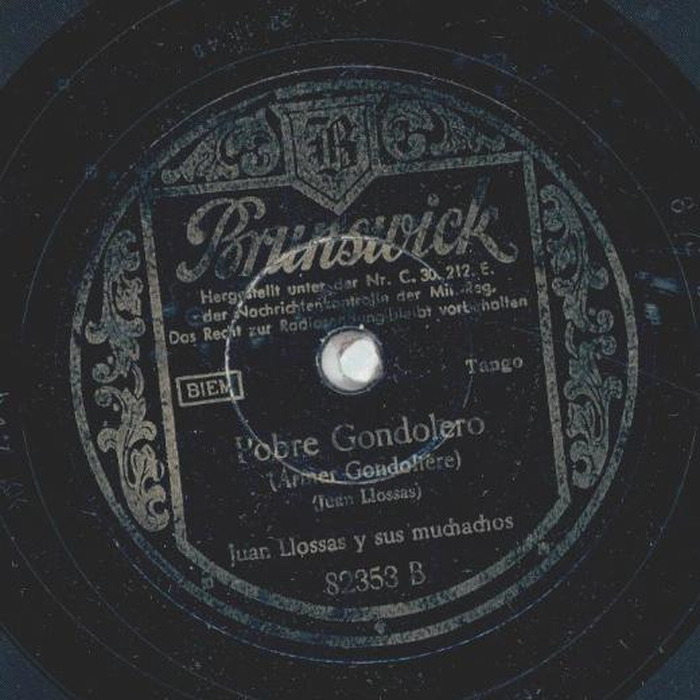 B
Brunswick
Hergestellt unter der Nr. C. 30. 212. E.
der Nachrichtenkontrolle der Mil.-Reg.
Das Recht zur Radiosendung bleibt vorbehalten
Tango
BIEM
Pobre Gondolero
(Armer Gondoliere)
(Juan Llossas)
Juan Llossas y sus muchachos
82353 B